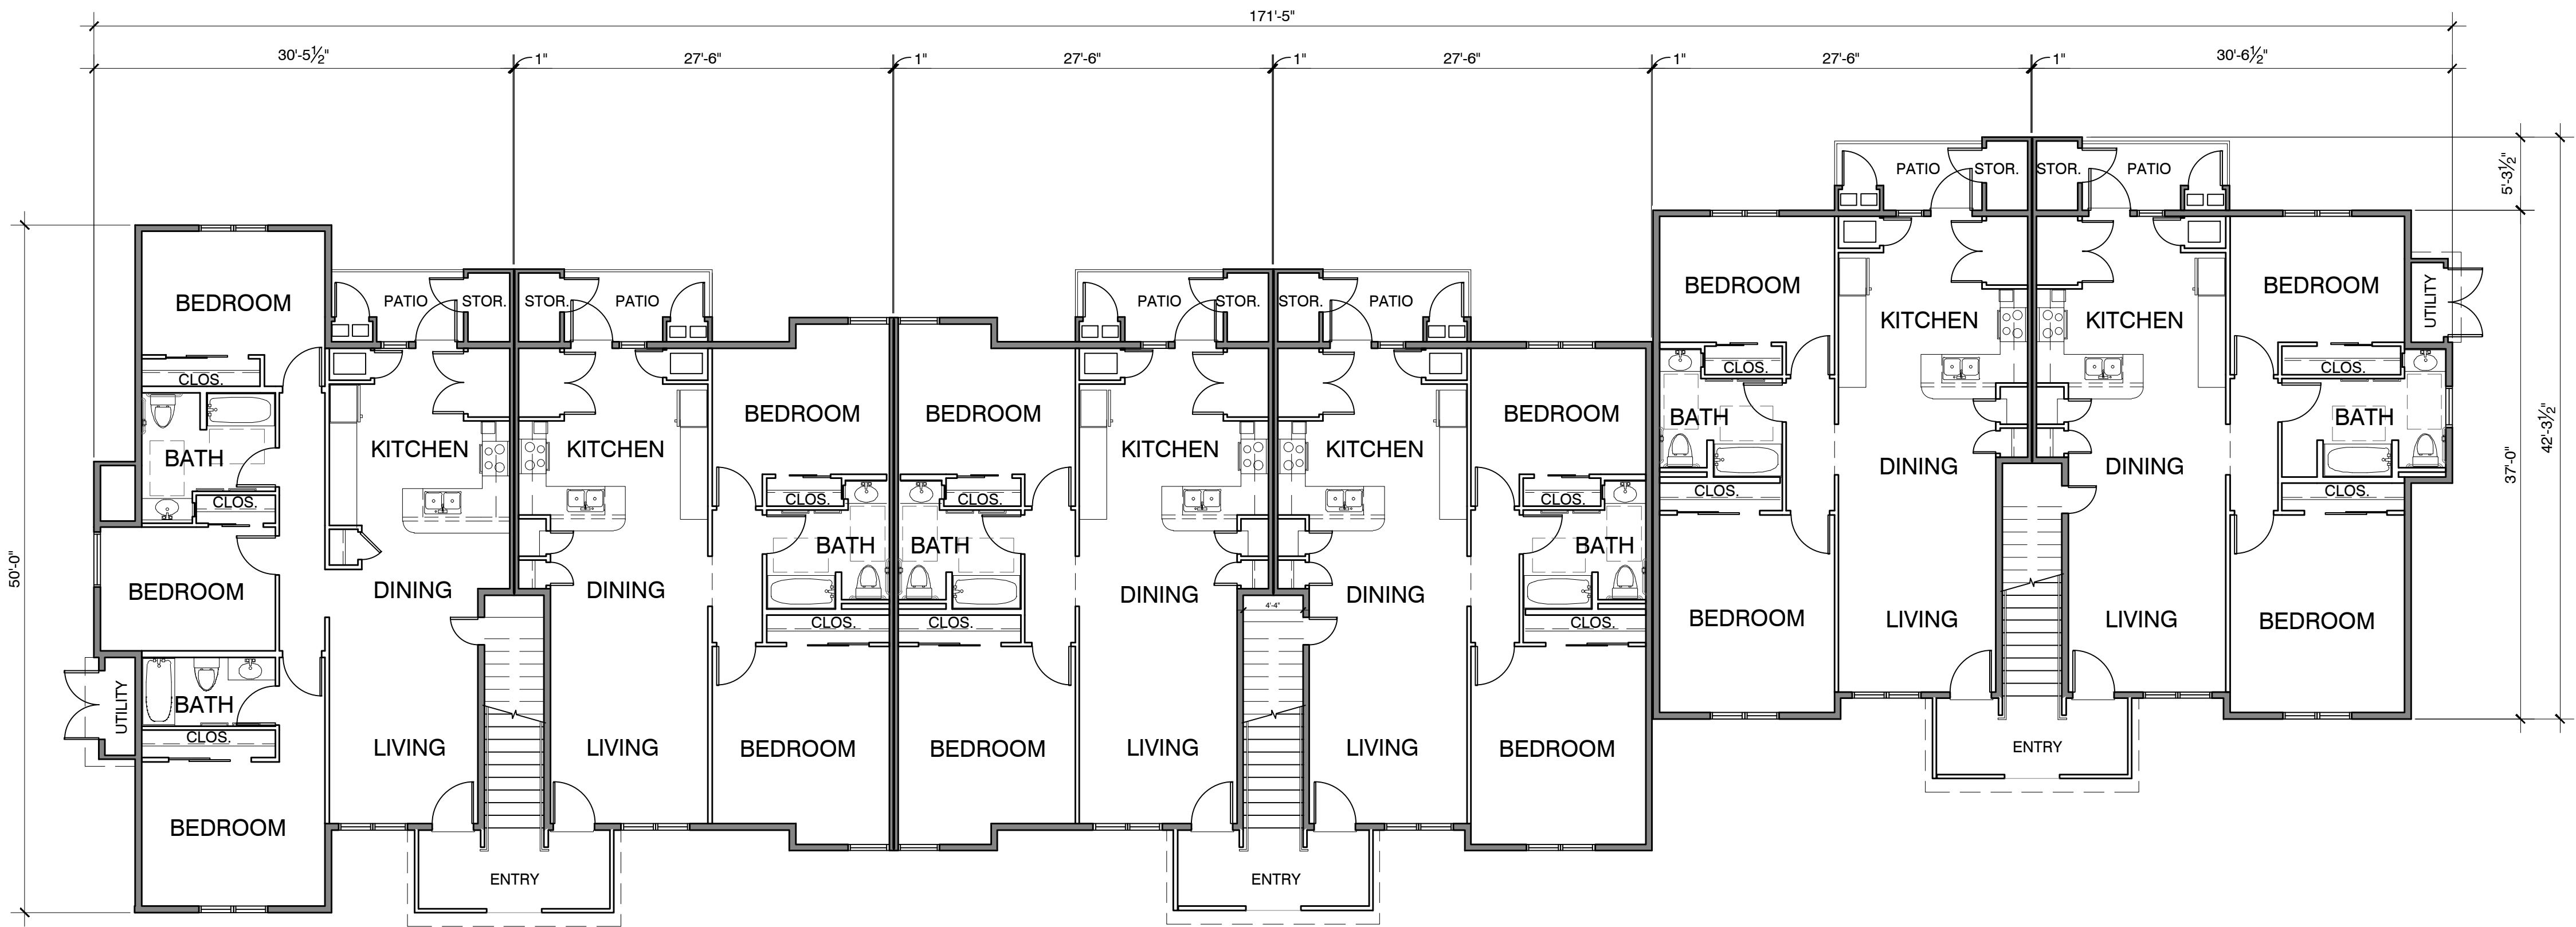 171'-5"
30'-5½" 1" 27'-6" 1" 27'-6" 1" 27'-6" 1" 27'-6" 1" 30'-6½"
PATIO STOR. STOR. PATIO
5'-3½"
BEDROOM BEDROOM
UTILITY
PATIO STOR. STOR. PATIO PATIO STOR. STOR. PATIO
BEDROOM
KITCHEN KITCHEN
CLOS. CLOS.
CLOS.
BEDROOM BEDROOM BEDROOM
BATH BATH
42'-3½"
KITCHEN KITCHEN KITCHEN KITCHEN
BATH
DINING DINING
37'-0"
CLOS. CLOS.
CLOS. CLOS. CLOS. CLOS.
BATH BATH BATH
50'-0"
BEDROOM DINING DINING DINING DINING
4'-4"
CLOS. CLOS. CLOS.
BEDROOM LIVING LIVING BEDROOM
UTILITY
BATH
CLOS.
LIVING LIVING BEDROOM BEDROOM LIVING LIVING BEDROOM
ENTRY
BEDROOM
ENTRY ENTRY